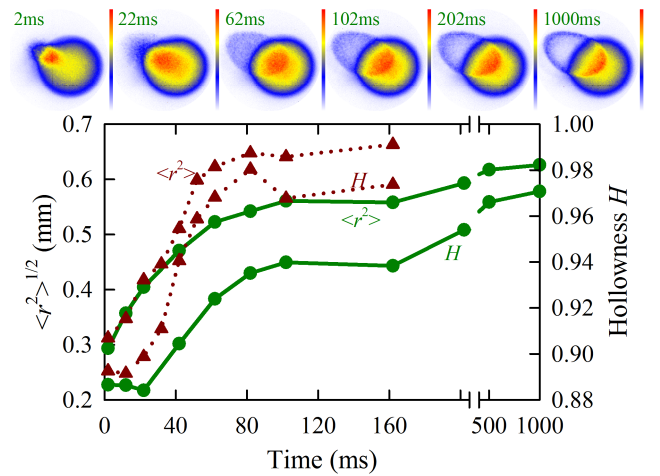 2ms 22ms 62ms 102ms 202ms 1000ms
0.7 1.00
<r²> H
0.6 0.98
<r²>
0.96
0.5
H
0.94
0.4
0.92
0.3 0.90
0.2 0.88
<r²>^1/2 (mm)
Hollowness H
0 40 80 120 160 500 1000
Time (ms)